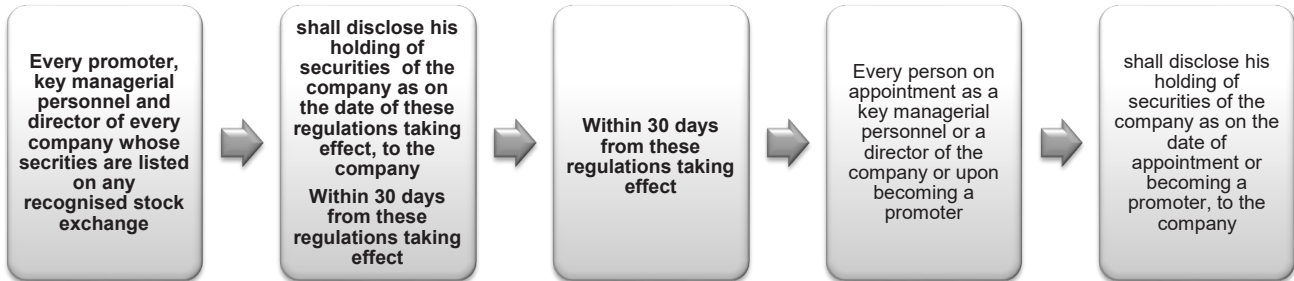 Every promoter,
key managerial
personnel and
director of every
company whose
secrities are listed
on any
recognised stock
exchange
shall disclose his
holding of
securities of the
company as on
the date of these
regulations taking
effect, to the
company
Within 30 days
from these
regulations taking
effect
Within 30 days
from these
regulations taking
effect
Every person on
appointment as a
key managerial
personnel or a
director of the
company or upon
becoming a
promoter
shall disclose his
holding of
securities of the
company as on the
date of
appointment or
becoming a
promoter, to the
company